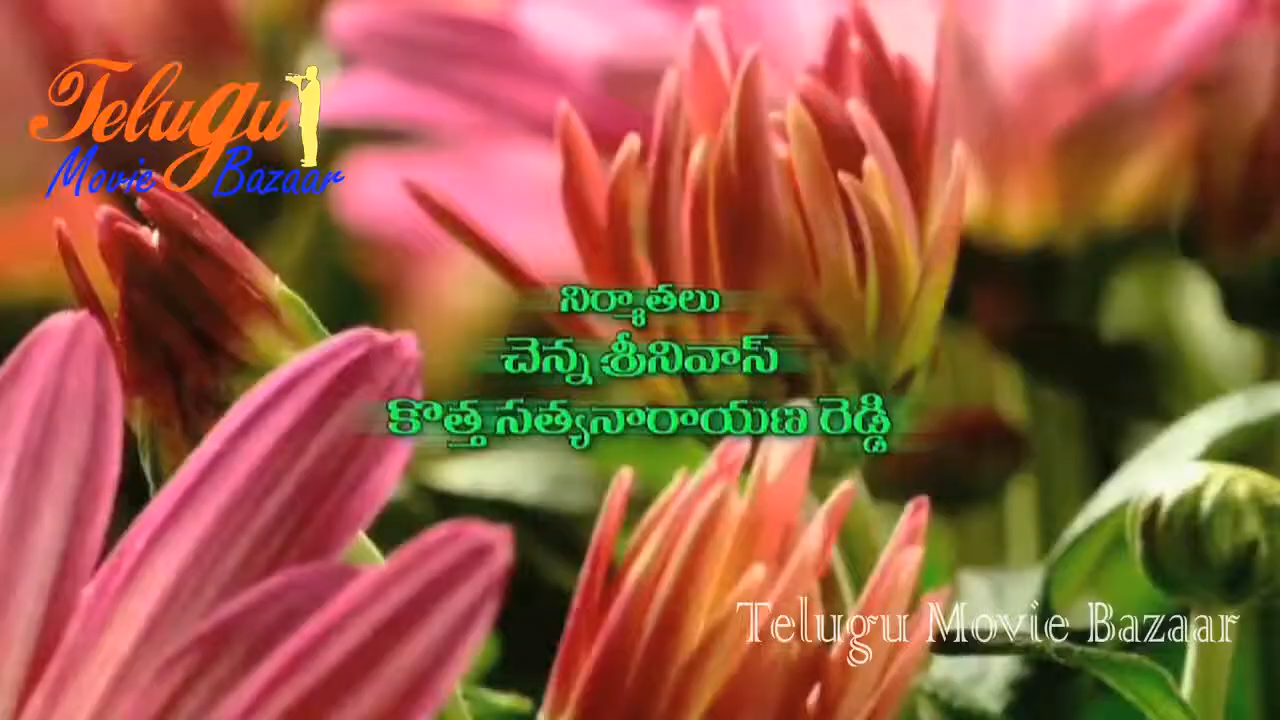 Telugu
Movie Bazaar
నిర్మాతలు
చెన్న శ్రీనివాస్
కొత్త సత్యనారాయణ రెడ్డి
Telugu Movie Bazaar